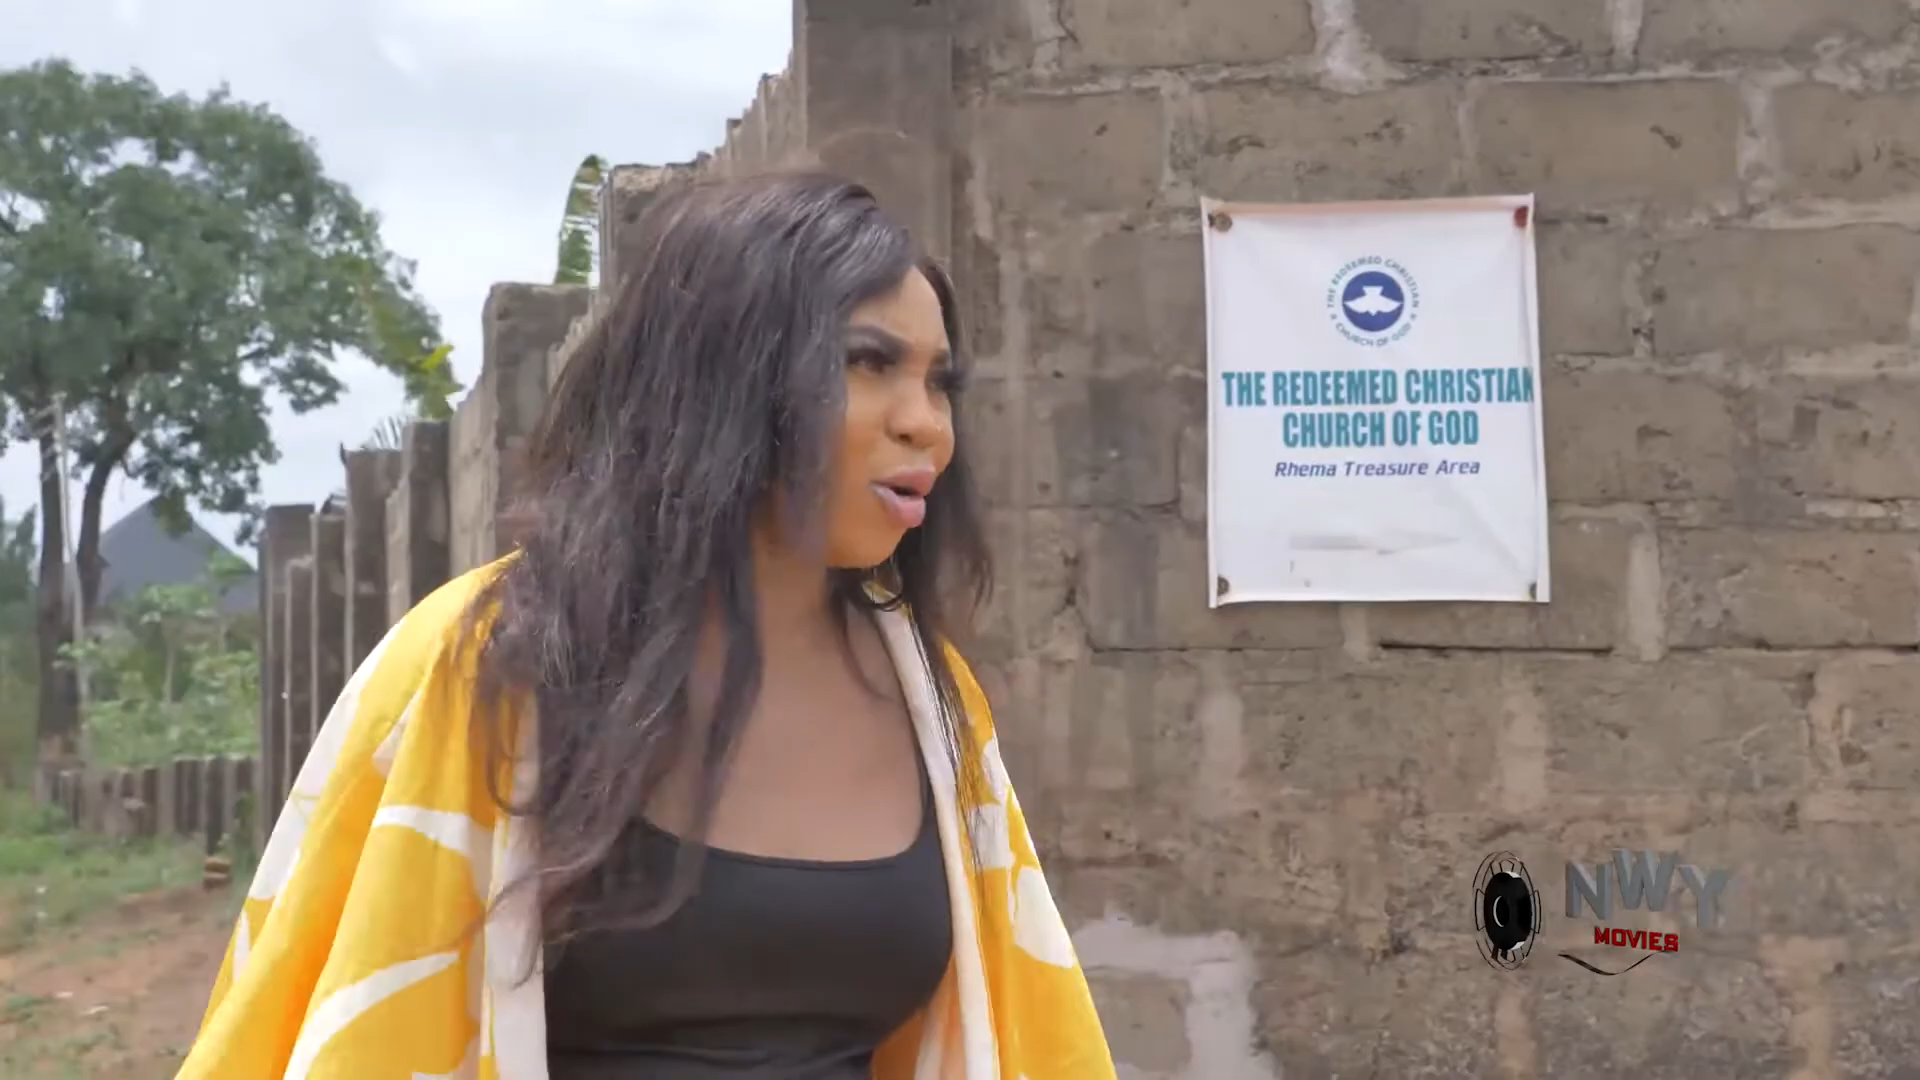 THE REDEEMED CHRISTIAN
CHURCH OF GOD
THE REDEEMED CHRISTIAN
CHURCH OF GOD
Rhema Treasure Area
NWY
MOVIES